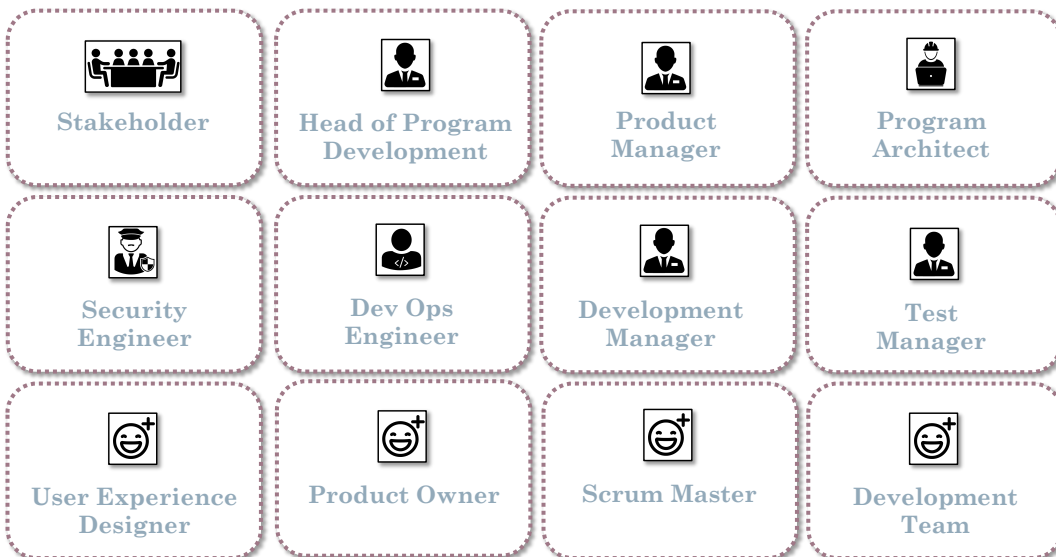 Stakeholder
Head of Program
Development
Product
Manager
Program
Architect
Security
Engineer
Dev Ops
Engineer
Development
Manager
Test
Manager
User Experience
Designer
Product Owner
Scrum Master
Development
Team